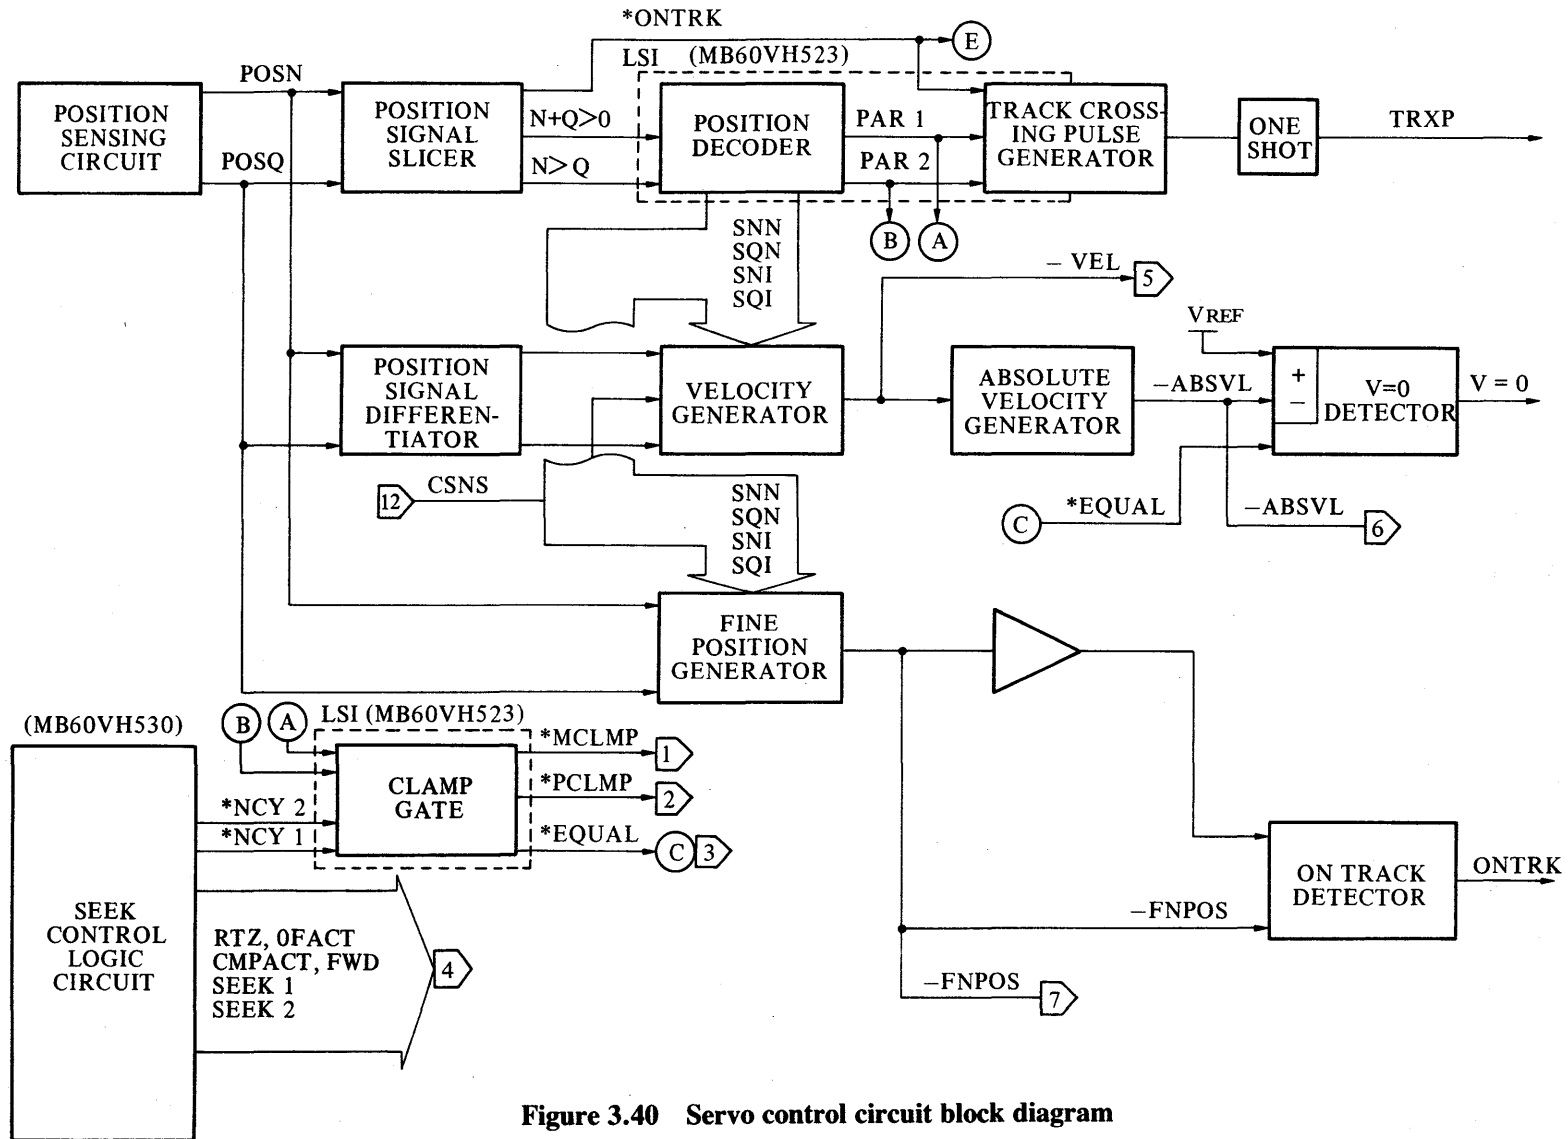 *ONTRK
E
LSI (MB60VH523)
POSN
POSITION
SENSING
CIRCUIT
POSQ
POSITION
SIGNAL
SLICER
N+Q>0
N>Q
POSITION
DECODER
PAR 1
PAR 2
TRACK CROSS-
ING PULSE
GENERATOR
ONE
SHOT
TRXP
B
A
SNN
SQN
SNI
SQI
–VEL
5
VREF
POSITION
SIGNAL
DIFFEREN-
TIATOR
VELOCITY
GENERATOR
ABSOLUTE
VELOCITY
GENERATOR
–ABSVL
+
–
V=0
DETECTOR
V = 0
12
CSNS
SNN
SQN
SNI
SQI
C
*EQUAL
–ABSVL
6
FINE
POSITION
GENERATOR
(MB60VH530)
B
A
LSI (MB60VH523)
*MCLMP
1
CLAMP
GATE
*PCLMP
2
*NCY 2
*NCY 1
*EQUAL
C
3
SEEK
CONTROL
LOGIC
CIRCUIT
RTZ, 0FACT
CMPACT, FWD
SEEK 1
SEEK 2
4
ON TRACK
DETECTOR
ONTRK
–FNPOS
–FNPOS
7
Figure 3.40 Servo control circuit block diagram